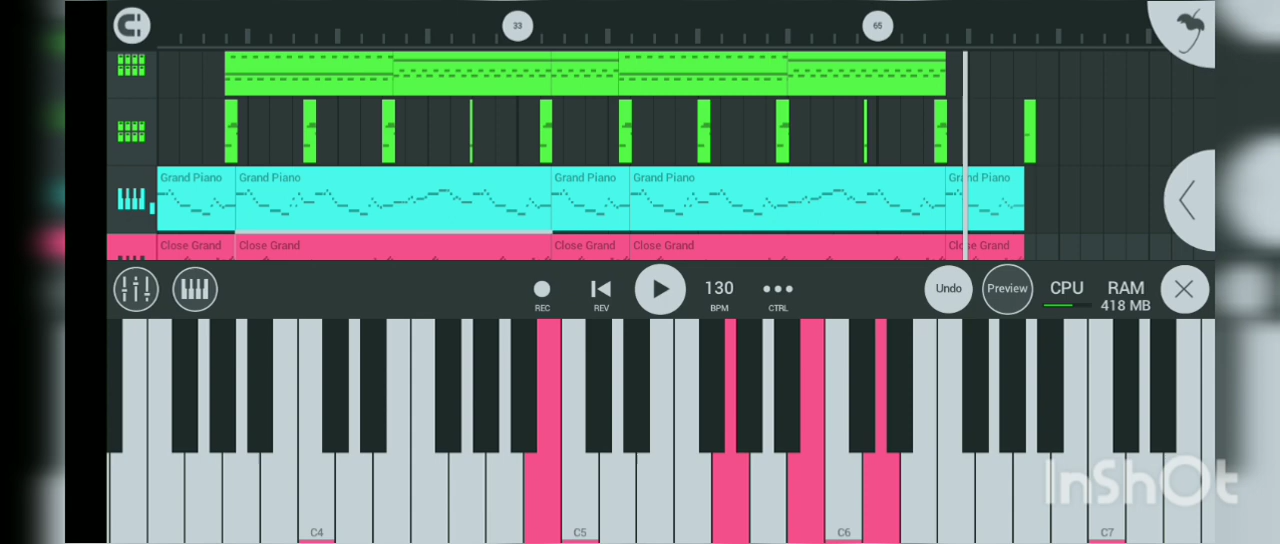 33
65
Grand Piano
Grand Piano
Grand Piano
Grand Piano
Grand Piano
Close Grand
Close Grand
Close Grand
Close Grand
Close Grand
REC
REV
130
BPM
CTRL
Undo
Preview
CPU
RAM
418 MB
C4
C5
C6
C7
InShOt